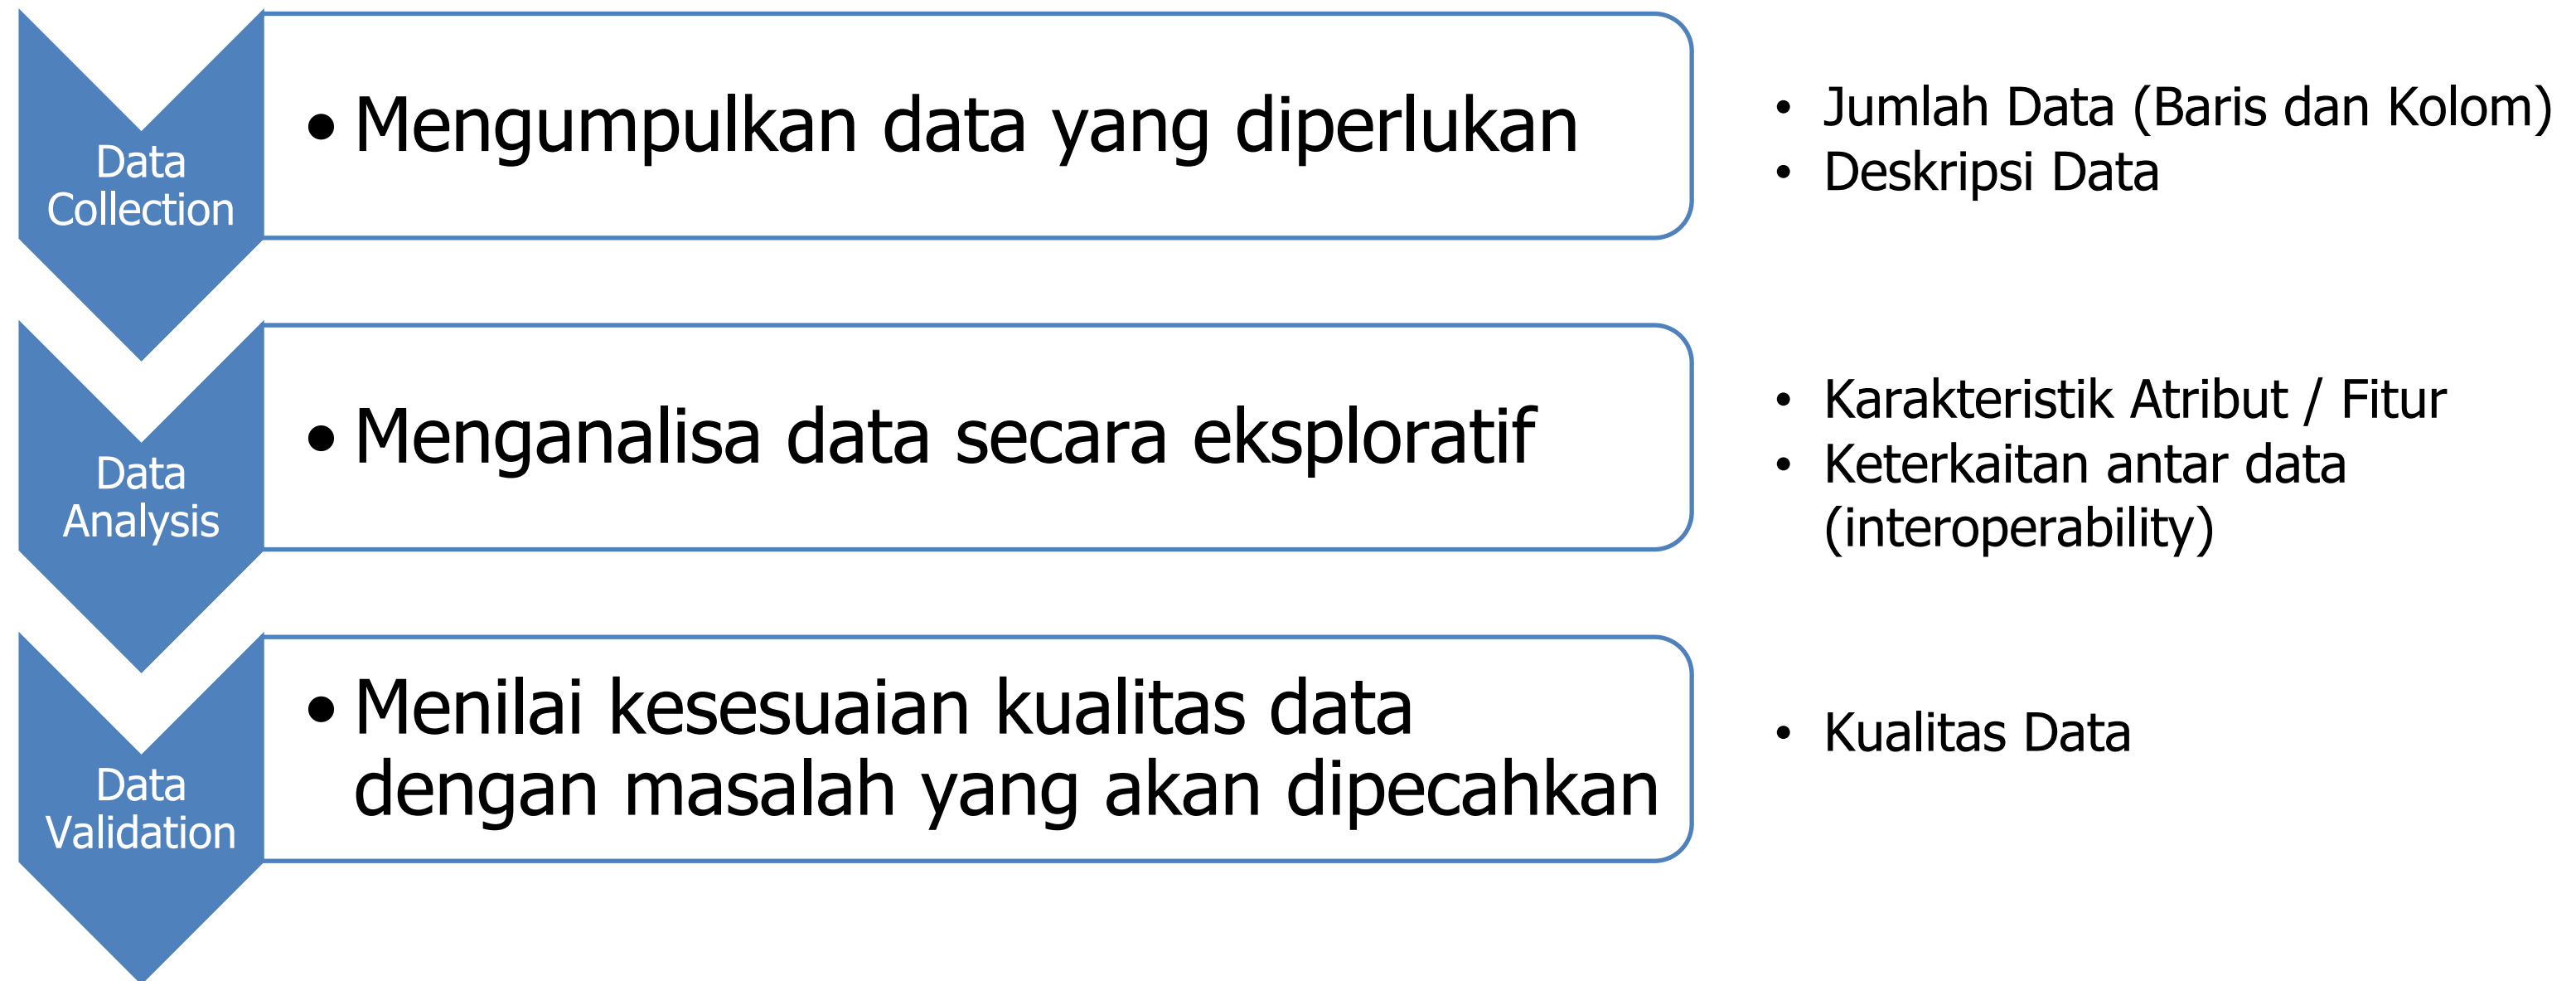 Data
Collection
• Mengumpulkan data yang diperlukan
• Jumlah Data (Baris dan Kolom)
• Deskripsi Data
Data
Analysis
• Menganalisa data secara eksploratif
• Karakteristik Atribut / Fitur
• Keterkaitan antar data
(interoperability)
Data
Validation
• Menilai kesesuaian kualitas data
dengan masalah yang akan dipecahkan
• Kualitas Data